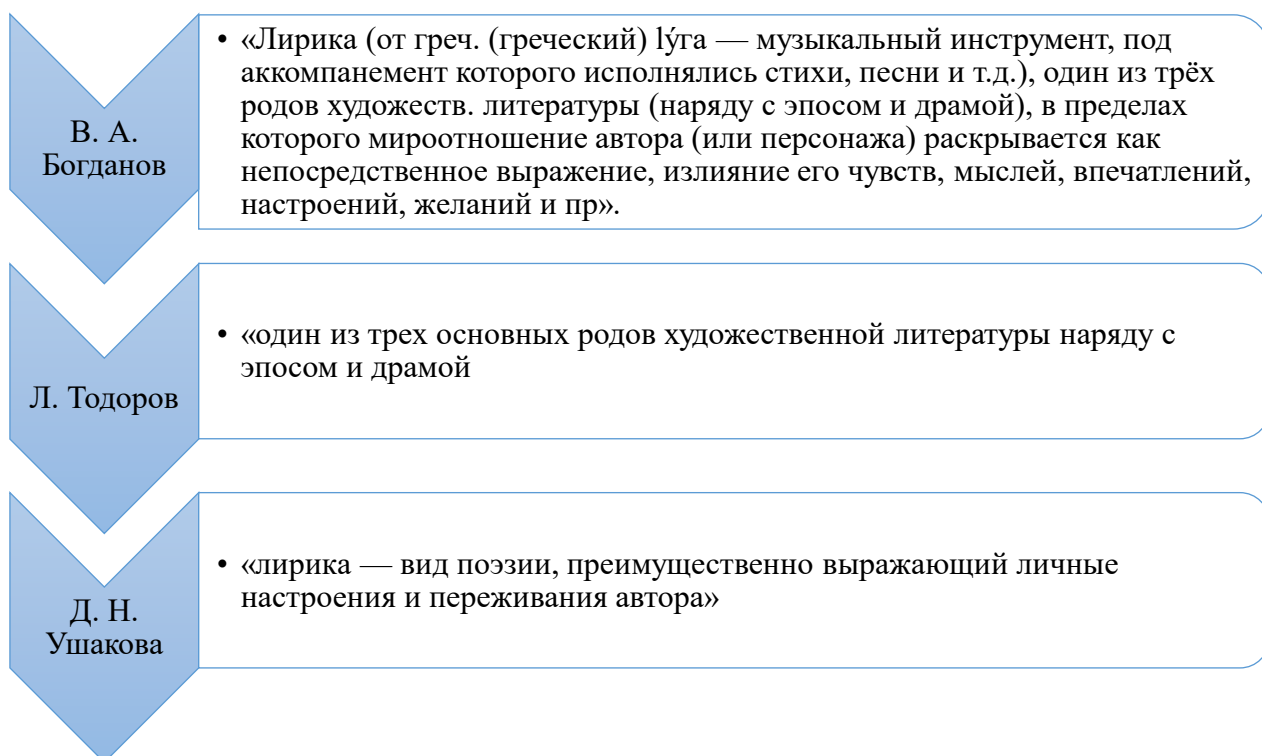 В. А.
Богданов
• «Лирика (от греч. (греческий) lýга — музыкальный инструмент, под
аккомпанемент которого исполнялись стихи, песни и т.д.), один из трёх
родов художеств. литературы (наряду с эпосом и драмой), в пределах
которого мироотношение автора (или персонажа) раскрывается как
непосредственное выражение, излияние его чувств, мыслей, впечатлений,
настроений, желаний и пр».
Л. Тодоров
• «один из трех основных родов художественной литературы наряду с
эпосом и драмой
Д. Н.
Ушакова
• «лирика — вид поэзии, преимущественно выражающий личные
настроения и переживания автора»